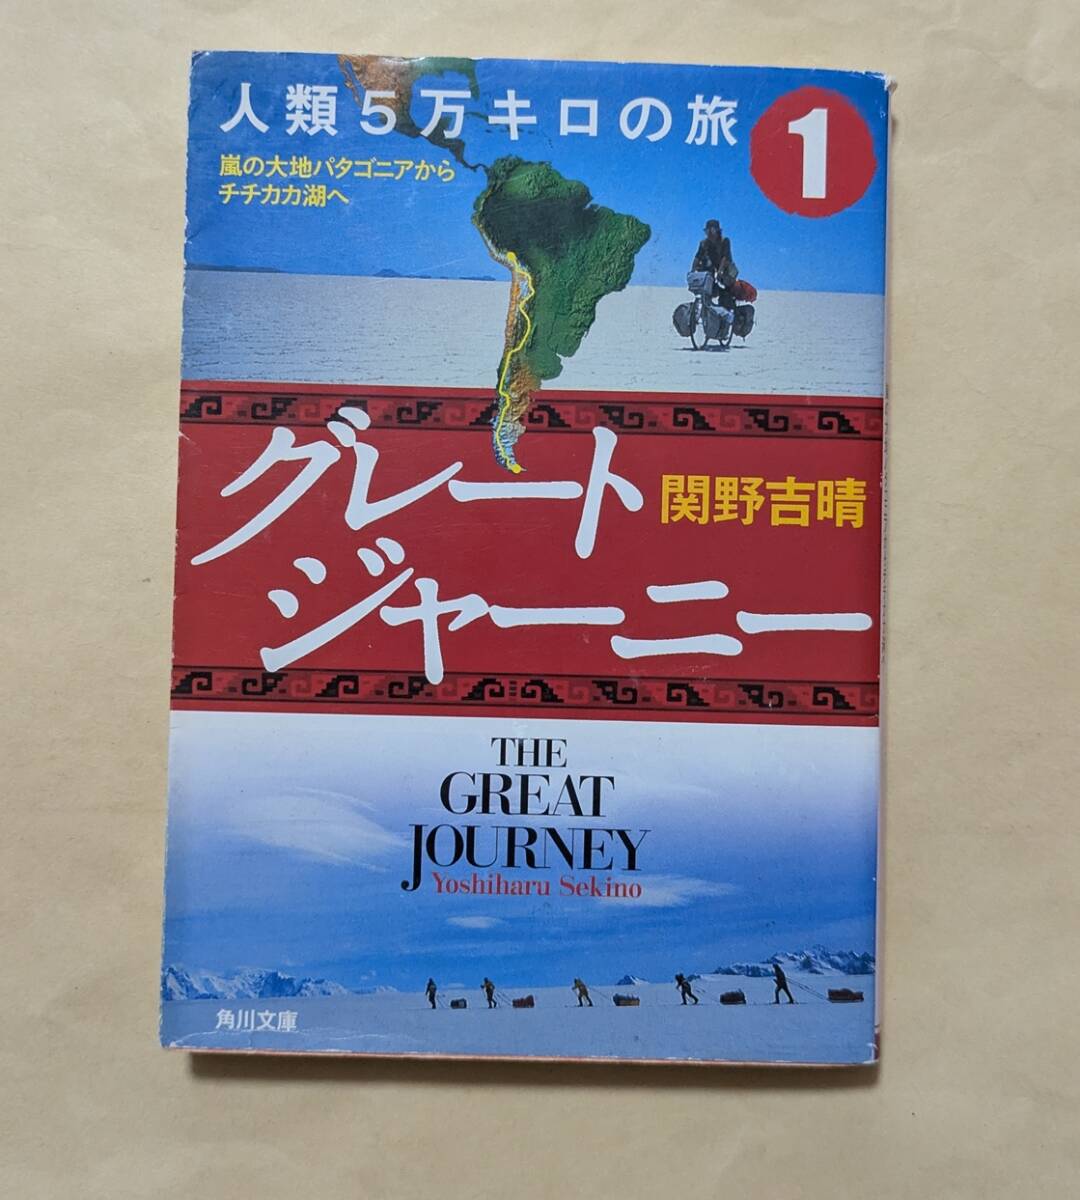 人類5万キロの旅
1
嵐の大地パタゴニアから
チチカカ湖へ
グレート
関野吉晴
ジャーニー
THE
GREAT
JOURNEY
Yoshiharu Sekino
角川文庫